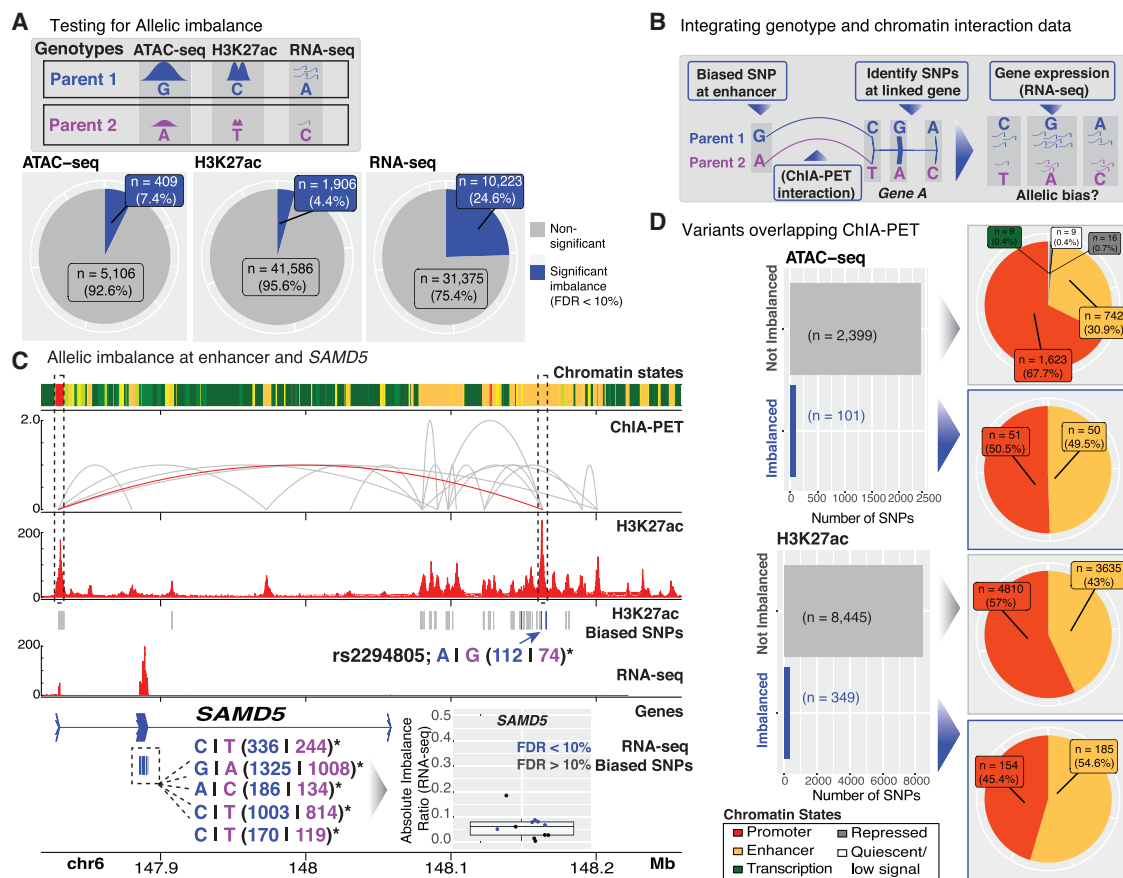 A Testing for Allelic imbalance
Genotypes ATAC-seq H3K27ac RNA-seq
Parent 1 G C A
Parent 2 A T C
ATAC–seq H3K27ac RNA-seq
n = 409
(7.4%)
n = 5,106
(92.6%)
n = 1,906
(4.4%)
n = 41,586
(95.6%)
n = 10,223
(24.6%)
n = 31,375
(75.4%)
Non-
significant
Significant
imbalance
(FDR < 10%)
B Integrating genotype and chromatin interaction data
Biased SNP
at enhancer
Identify SNPs
at linked gene
Gene expression
(RNA-seq)
Parent 1 G C G A C G A
Parent 2 A T A C T A C
(ChIA-PET
interaction)
Gene A
Allelic bias?
C Allelic imbalance at enhancer and SAMD5
Chromatin states
2.0
ChIA-PET
0
H3K27ac
200
0
H3K27ac
Biased SNPs
rs2294805; A I G (112 I 74)*
200
RNA-seq
0
SAMD5
Genes
RNA-seq
Biased SNPs
C I T (336 I 244)*
G I A (1325 I 1008)*
A I C (186 I 134)*
C I T (1003 I 814)*
C I T (170 I 119)*
Absolute Imbalance
Ratio (RNA-seq)
0.5
0.4
0.3
0.2
0.1
0.0
SAMD5
FDR < 10%
FDR > 10%
chr6 147.9 148 148.1 148.2 Mb
D Variants overlapping ChIA-PET
ATAC-seq
Not Imbalanced
(n = 2,399)
Imbalanced
(n = 101)
0 500 1000 1500 2000 2500
Number of SNPs
n = 9
(0.4%)
n = 9
(0.4%)
n = 16
(0.7%)
n = 742
(30.9%)
n = 1,623
(67.7%)
n = 51
(50.5%)
n = 50
(49.5%)
H3K27ac
Not Imbalanced
(n = 8,445)
Imbalanced
(n = 349)
0 2000 4000 6000 8000
Number of SNPs
n = 4810
(57%)
n = 3635
(43%)
n = 154
(45.4%)
n = 185
(54.6%)
Chromatin States
Promoter
Enhancer
Transcription
Repressed
Quiescent/
low signal